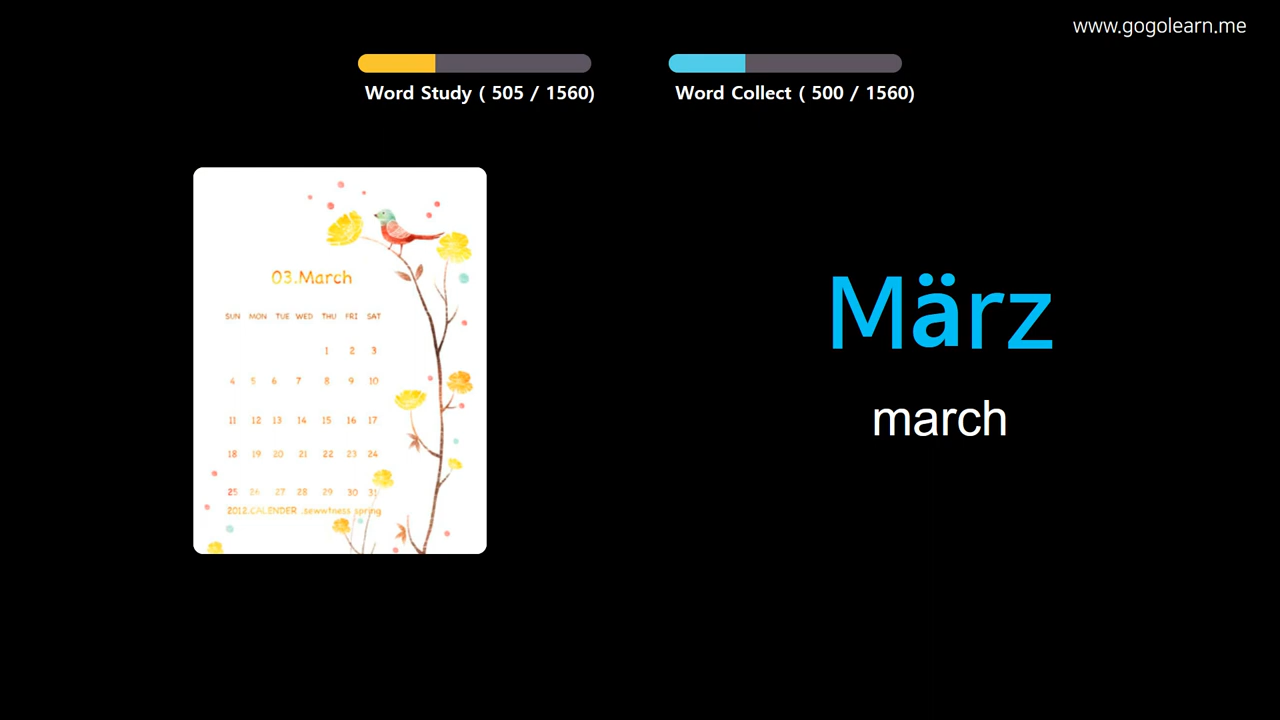 www.gogolearn.me
Word Study ( 505 / 1560)
Word Collect ( 500 / 1560)
03.March
SUN MON TUE WED THU FRI SAT
1 2 3
4 5 6 7 8 9 10
11 12 13 14 15 16 17
18 19 20 21 22 23 24
25 26 27 28 29 30 31
2012.CALENDER .sewwtness spring
März
march